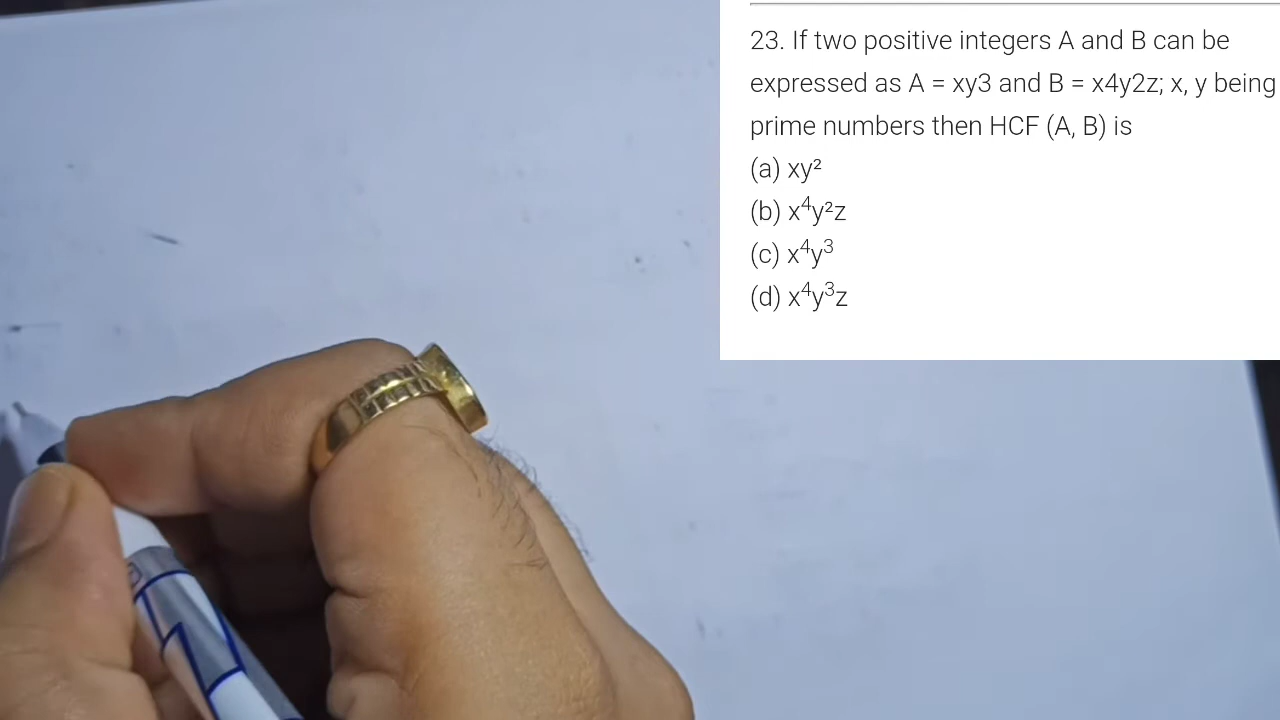 23. If two positive integers A and B can be
expressed as A = xy3 and B = x4y2z; x, y being
prime numbers then HCF (A, B) is
(a) xy²
(b) x⁴y²z
(c) x⁴y³
(d) x⁴y³z